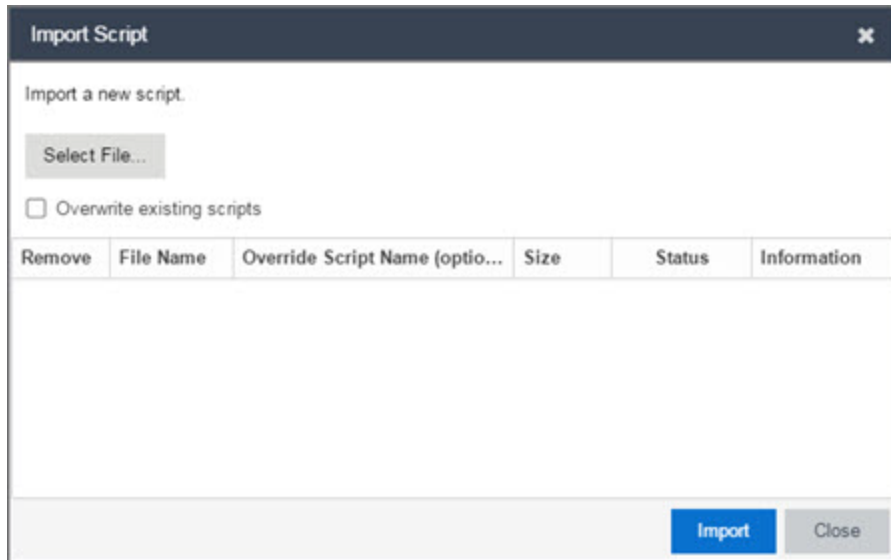 Import Script
Import a new script.
Select File...
Overwrite existing scripts
Remove File Name Override Script Name (optio... Size Status Information
Import Close